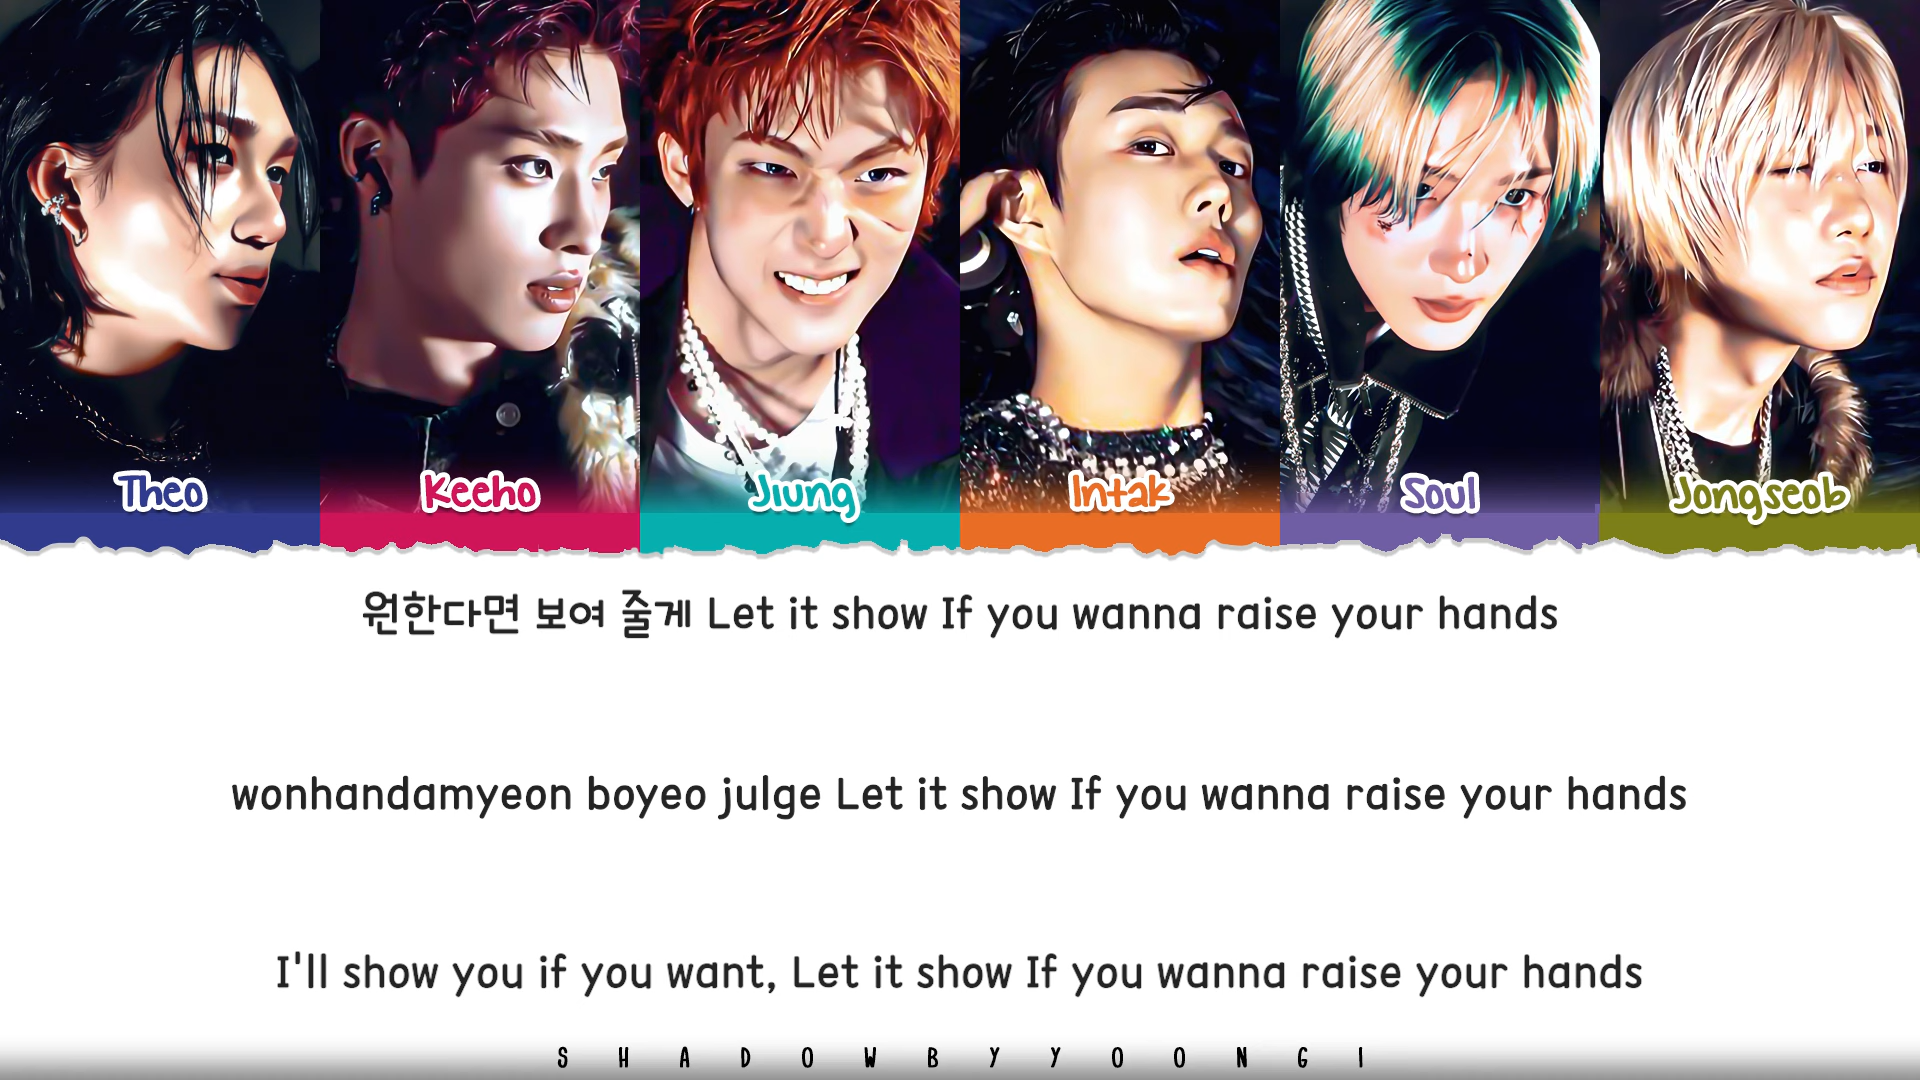 Theo Keeho Jiung Intak Soul Jongseob
원한다면 보여 줄게 Let it show If you wanna raise your hands
wonhandamyeon boyeo julge Let it show If you wanna raise your hands
I'll show you if you want, Let it show If you wanna raise your hands
SHADOWBYYOONGI